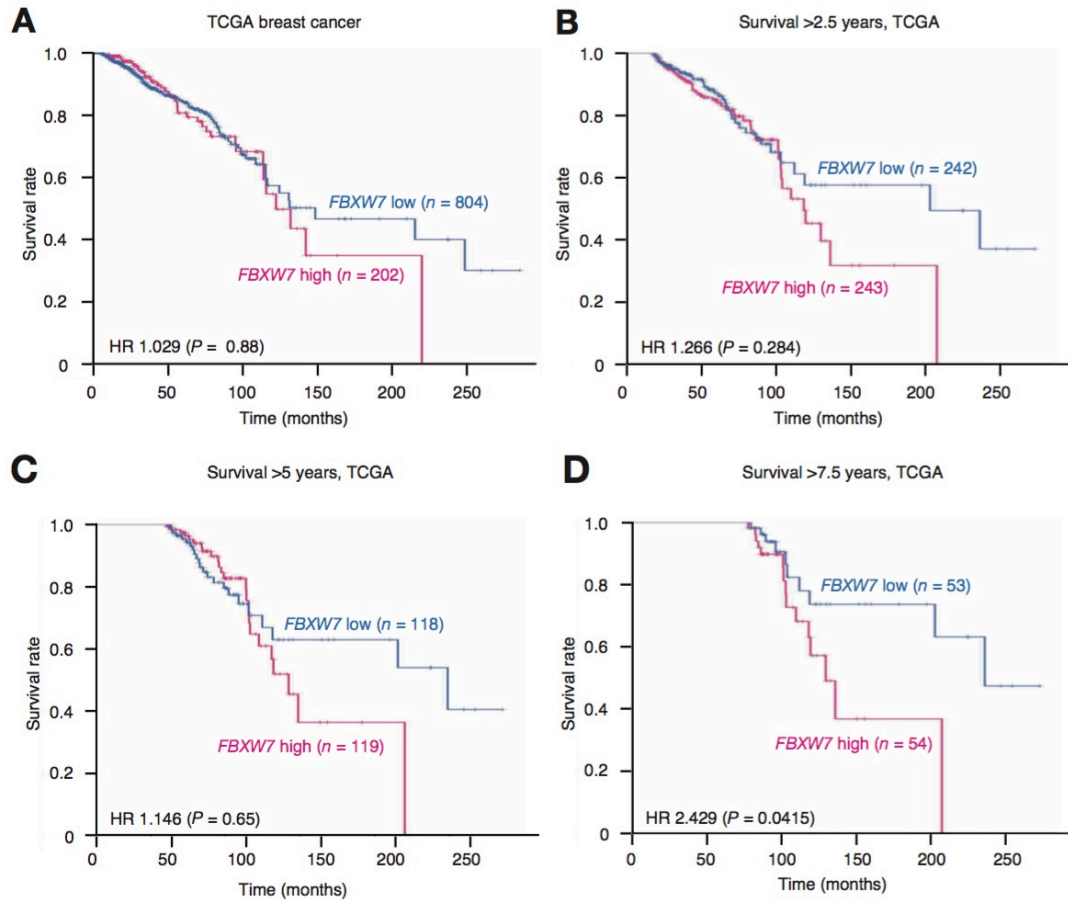 A
TCGA breast cancer
Survival rate
1.0
0.8
0.6
0.4
0.2
0
FBXW7 low (n = 804)
FBXW7 high (n = 202)
HR 1.029 (P = 0.88)
0 50 100 150 200 250
Time (months)
B
Survival >2.5 years, TCGA
Survival rate
1.0
0.8
0.6
0.4
0.2
0
FBXW7 low (n = 242)
FBXW7 high (n = 243)
HR 1.266 (P = 0.284)
0 50 100 150 200 250
Time (months)
C
Survival >5 years, TCGA
Survival rate
1.0
0.8
0.6
0.4
0.2
0
FBXW7 low (n = 118)
FBXW7 high (n = 119)
HR 1.146 (P = 0.65)
0 50 100 150 200 250
Time (months)
D
Survival >7.5 years, TCGA
Survival rate
1.0
0.8
0.6
0.4
0.2
0
FBXW7 low (n = 53)
FBXW7 high (n = 54)
HR 2.429 (P = 0.0415)
0 50 100 150 200 250
Time (months)